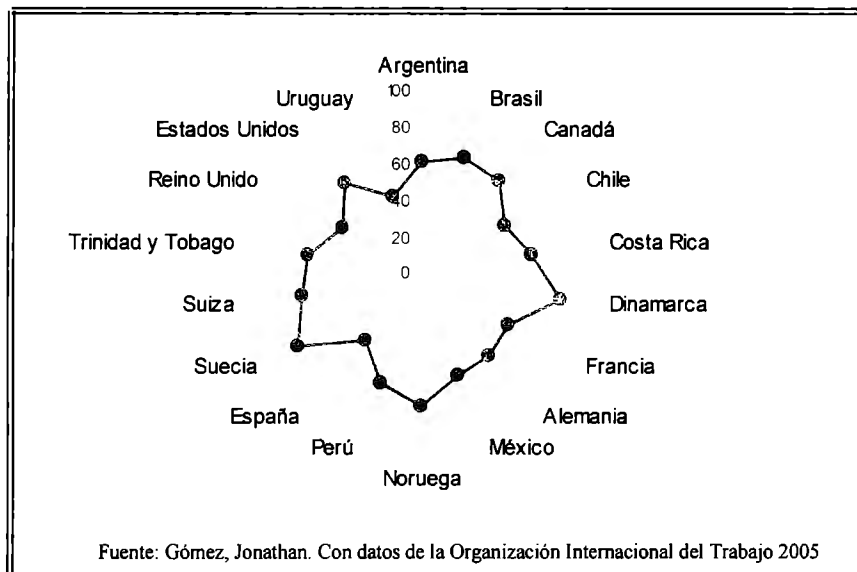 Argentina
100
Uruguay
Brasil
80
Estados Unidos
Canadá
60
Reino Unido
40
Chile
20
Trinidad y Tobago
Costa Rica
0
Suiza
Dinamarca
Suecia
Francia
España
Alemania
Perú
México
Noruega
Fuente: Gómez, Jonathan. Con datos de la Organización Internacional del Trabajo 2005